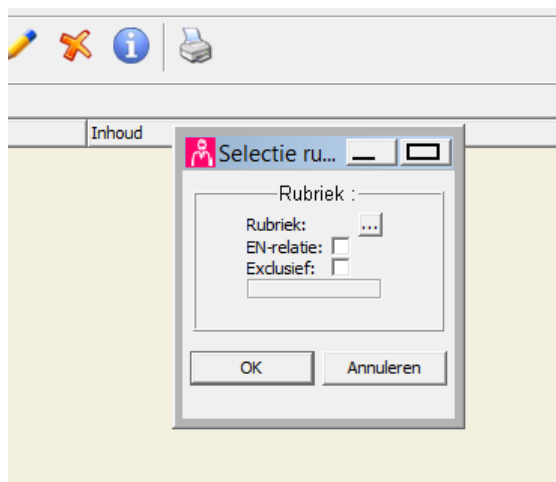 Inhoud
Selectie ru...
Rubriek :
Rubriek: ...
EN-relatie:
Exclusief:
OK Annuleren